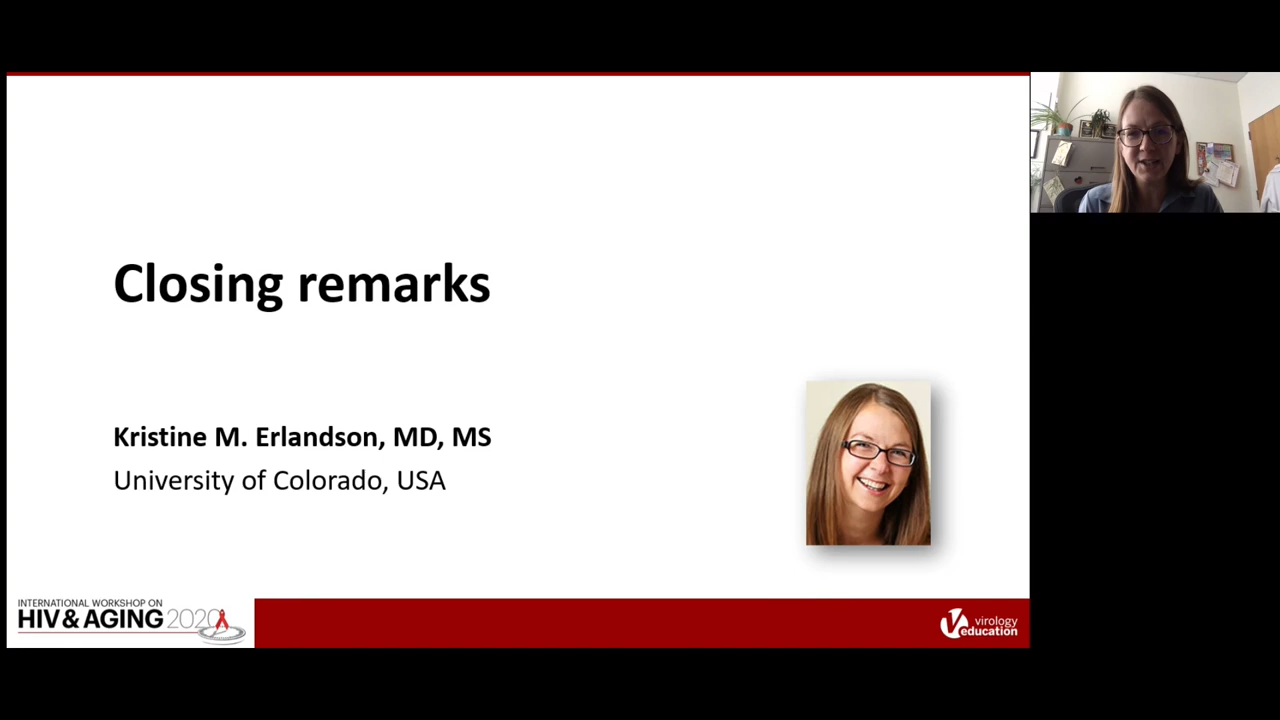 Closing remarks
Kristine M. Erlandson, MD, MS
University of Colorado, USA
INTERNATIONAL WORKSHOP ON
HIV & AGING 2020
virology
education